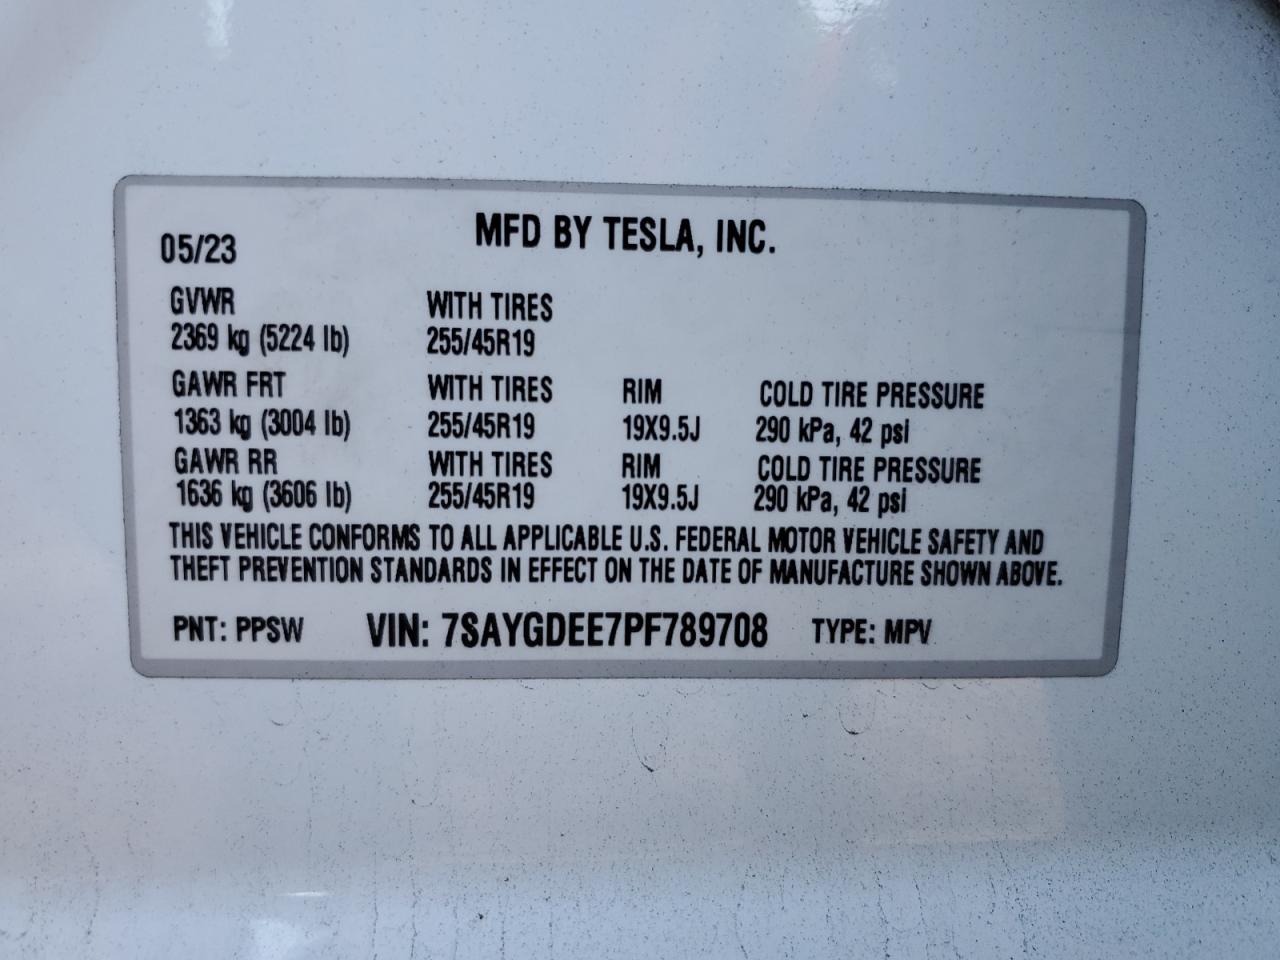 MFD BY TESLA, INC.
05/23
GVWR WITH TIRES
2369 kg (5224 lb) 255/45R19
GAWR FRT WITH TIRES RIM COLD TIRE PRESSURE
1363 kg (3004 lb) 255/45R19 19X9.5J 290 kPa, 42 psi
GAWR RR WITH TIRES RIM COLD TIRE PRESSURE
1636 kg (3606 lb) 255/45R19 19X9.5J 290 kPa, 42 psi
THIS VEHICLE CONFORMS TO ALL APPLICABLE U.S. FEDERAL MOTOR VEHICLE SAFETY AND
THEFT PREVENTION STANDARDS IN EFFECT ON THE DATE OF MANUFACTURE SHOWN ABOVE.
PNT: PPSW VIN: 7SAYGDEE7PF789708 TYPE: MPV